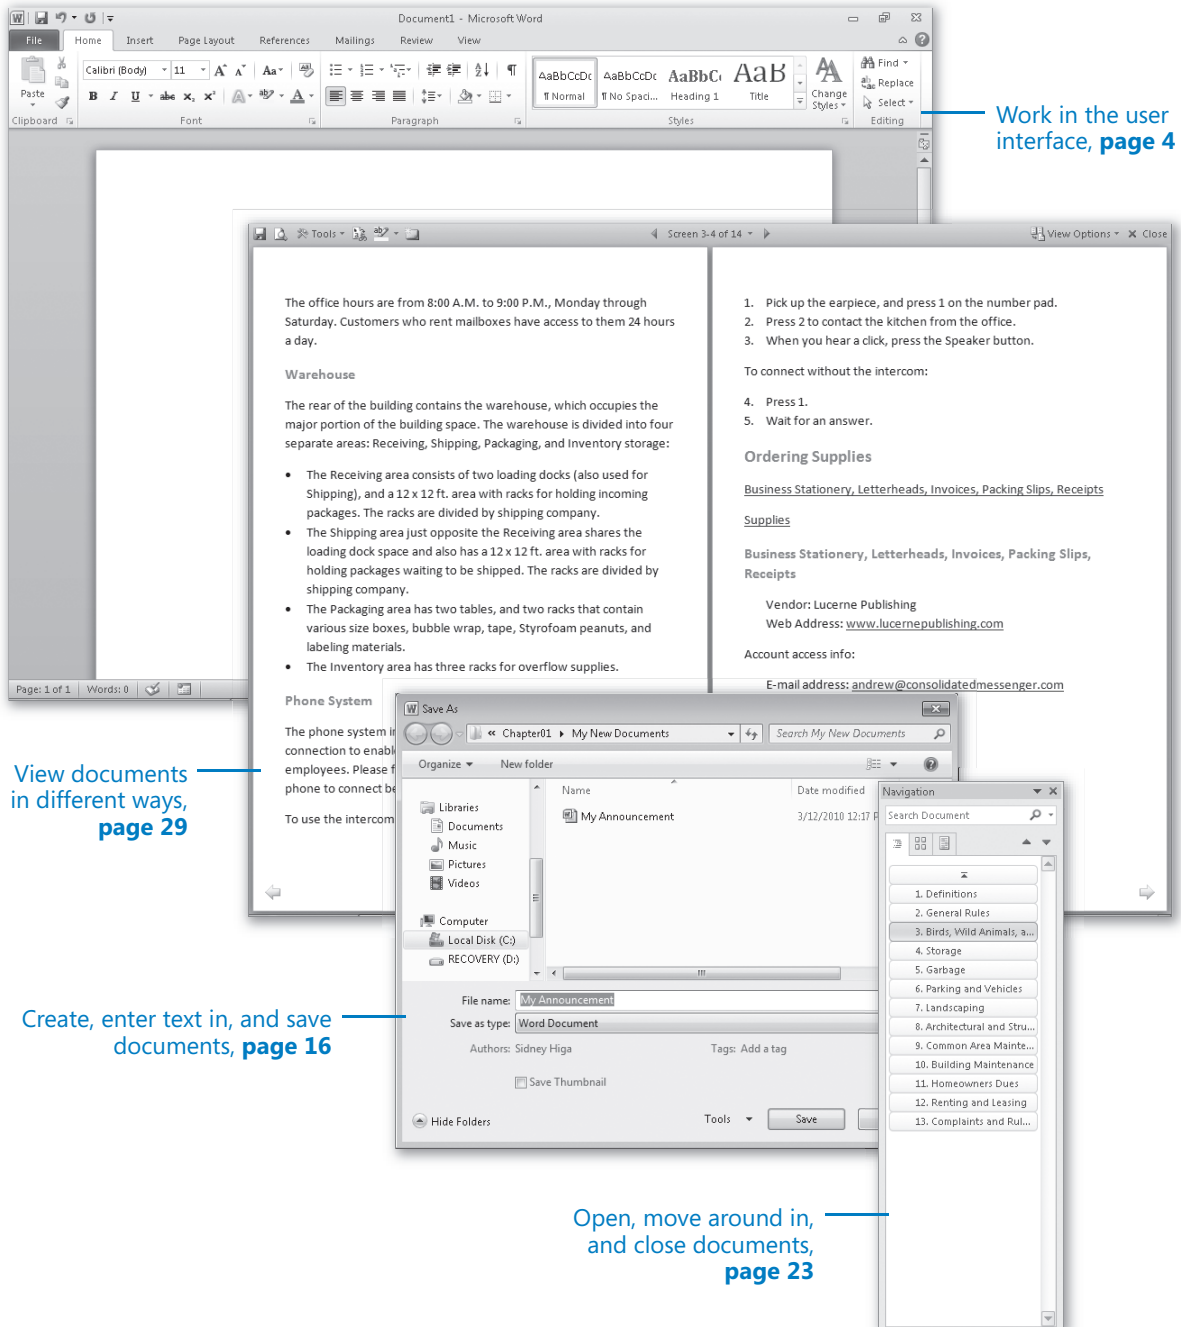 Document1 - Microsoft Word
File Home Insert Page Layout References Mailings Review View
Calibri (Body) 11
Paste
B I U abc x₂ x² A
Clipboard Font Paragraph Styles Editing
AaBbCcDc AaBbCcDc AaBbC AaB
¶ Normal ¶ No Spaci... Heading 1 Title
Change
Styles
Find
Replace
Select
Work in the user
interface, page 4
Tools
Screen 3-4 of 14
View Options Close
The office hours are from 8:00 A.M. to 9:00 P.M., Monday through
Saturday. Customers who rent mailboxes have access to them 24 hours
a day.
Warehouse
The rear of the building contains the warehouse, which occupies the
major portion of the building space. The warehouse is divided into four
separate areas: Receiving, Shipping, Packaging, and Inventory storage:
• The Receiving area consists of two loading docks (also used for
Shipping), and a 12 x 12 ft. area with racks for holding incoming
packages. The racks are divided by shipping company.
• The Shipping area just opposite the Receiving area shares the
loading dock space and also has a 12 x 12 ft. area with racks for
holding packages waiting to be shipped. The racks are divided by
shipping company.
• The Packaging area has two tables, and two racks that contain
various size boxes, bubble wrap, tape, Styrofoam peanuts, and
labeling materials.
• The Inventory area has three racks for overflow supplies.
Phone System
The phone system i
connection to enabl
employees. Please f
phone to connect be
To use the intercom
1. Pick up the earpiece, and press 1 on the number pad.
2. Press 2 to contact the kitchen from the office.
3. When you hear a click, press the Speaker button.
To connect without the intercom:
4. Press 1.
5. Wait for an answer.
Ordering Supplies
Business Stationery, Letterheads, Invoices, Packing Slips, Receipts
Supplies
Business Stationery, Letterheads, Invoices, Packing Slips,
Receipts
Vendor: Lucerne Publishing
Web Address: www.lucernepublishing.com
Account access info:
E-mail address: andrew@consolidatedmessenger.com
Page: 1 of 1 Words: 0
View documents
in different ways,
page 29
Save As
« Chapter01 ▸ My New Documents
Search My New Documents
Organize New folder
Name Date modified
Libraries
Documents
Music
Pictures
Videos
Computer
Local Disk (C:)
RECOVERY (D:)
My Announcement 3/12/2010 12:17 P
File name: My Announcement
Save as type: Word Document
Authors: Sidney Higa Tags: Add a tag
Save Thumbnail
Hide Folders
Tools Save
Create, enter text in, and save
documents, page 16
Navigation
Search Document
1. Definitions
2. General Rules
3. Birds, Wild Animals, a...
4. Storage
5. Garbage
6. Parking and Vehicles
7. Landscaping
8. Architectural and Stru...
9. Common Area Mainte...
10. Building Maintenance
11. Homeowners Dues
12. Renting and Leasing
13. Complaints and Rul...
Open, move around in,
and close documents,
page 23